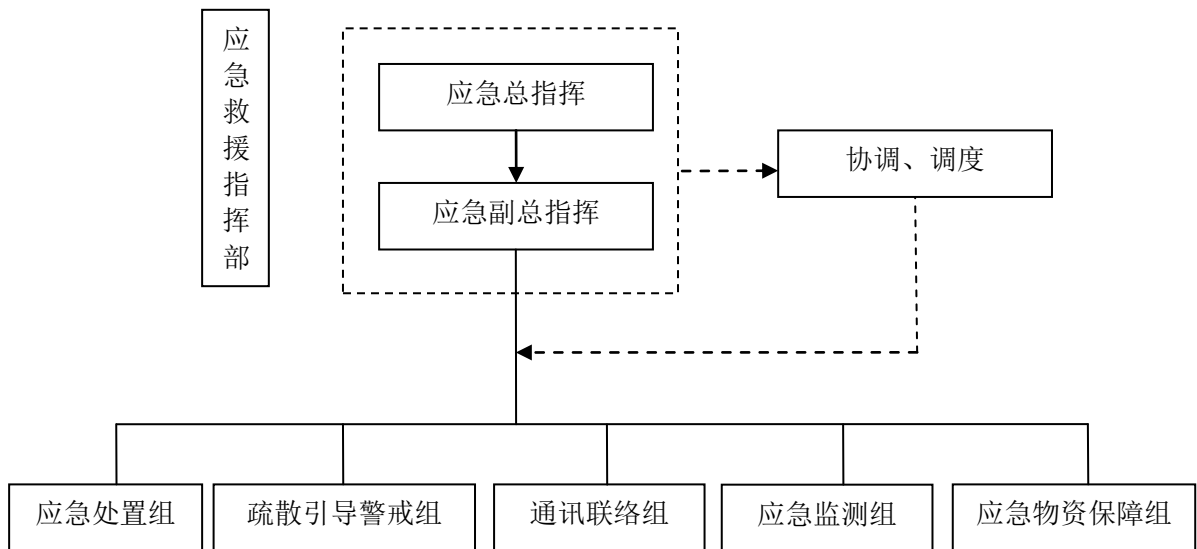 应急救援指挥部
应急总指挥
应急副总指挥
协调、调度
应急处置组
疏散引导警戒组
通讯联络组
应急监测组
应急物资保障组